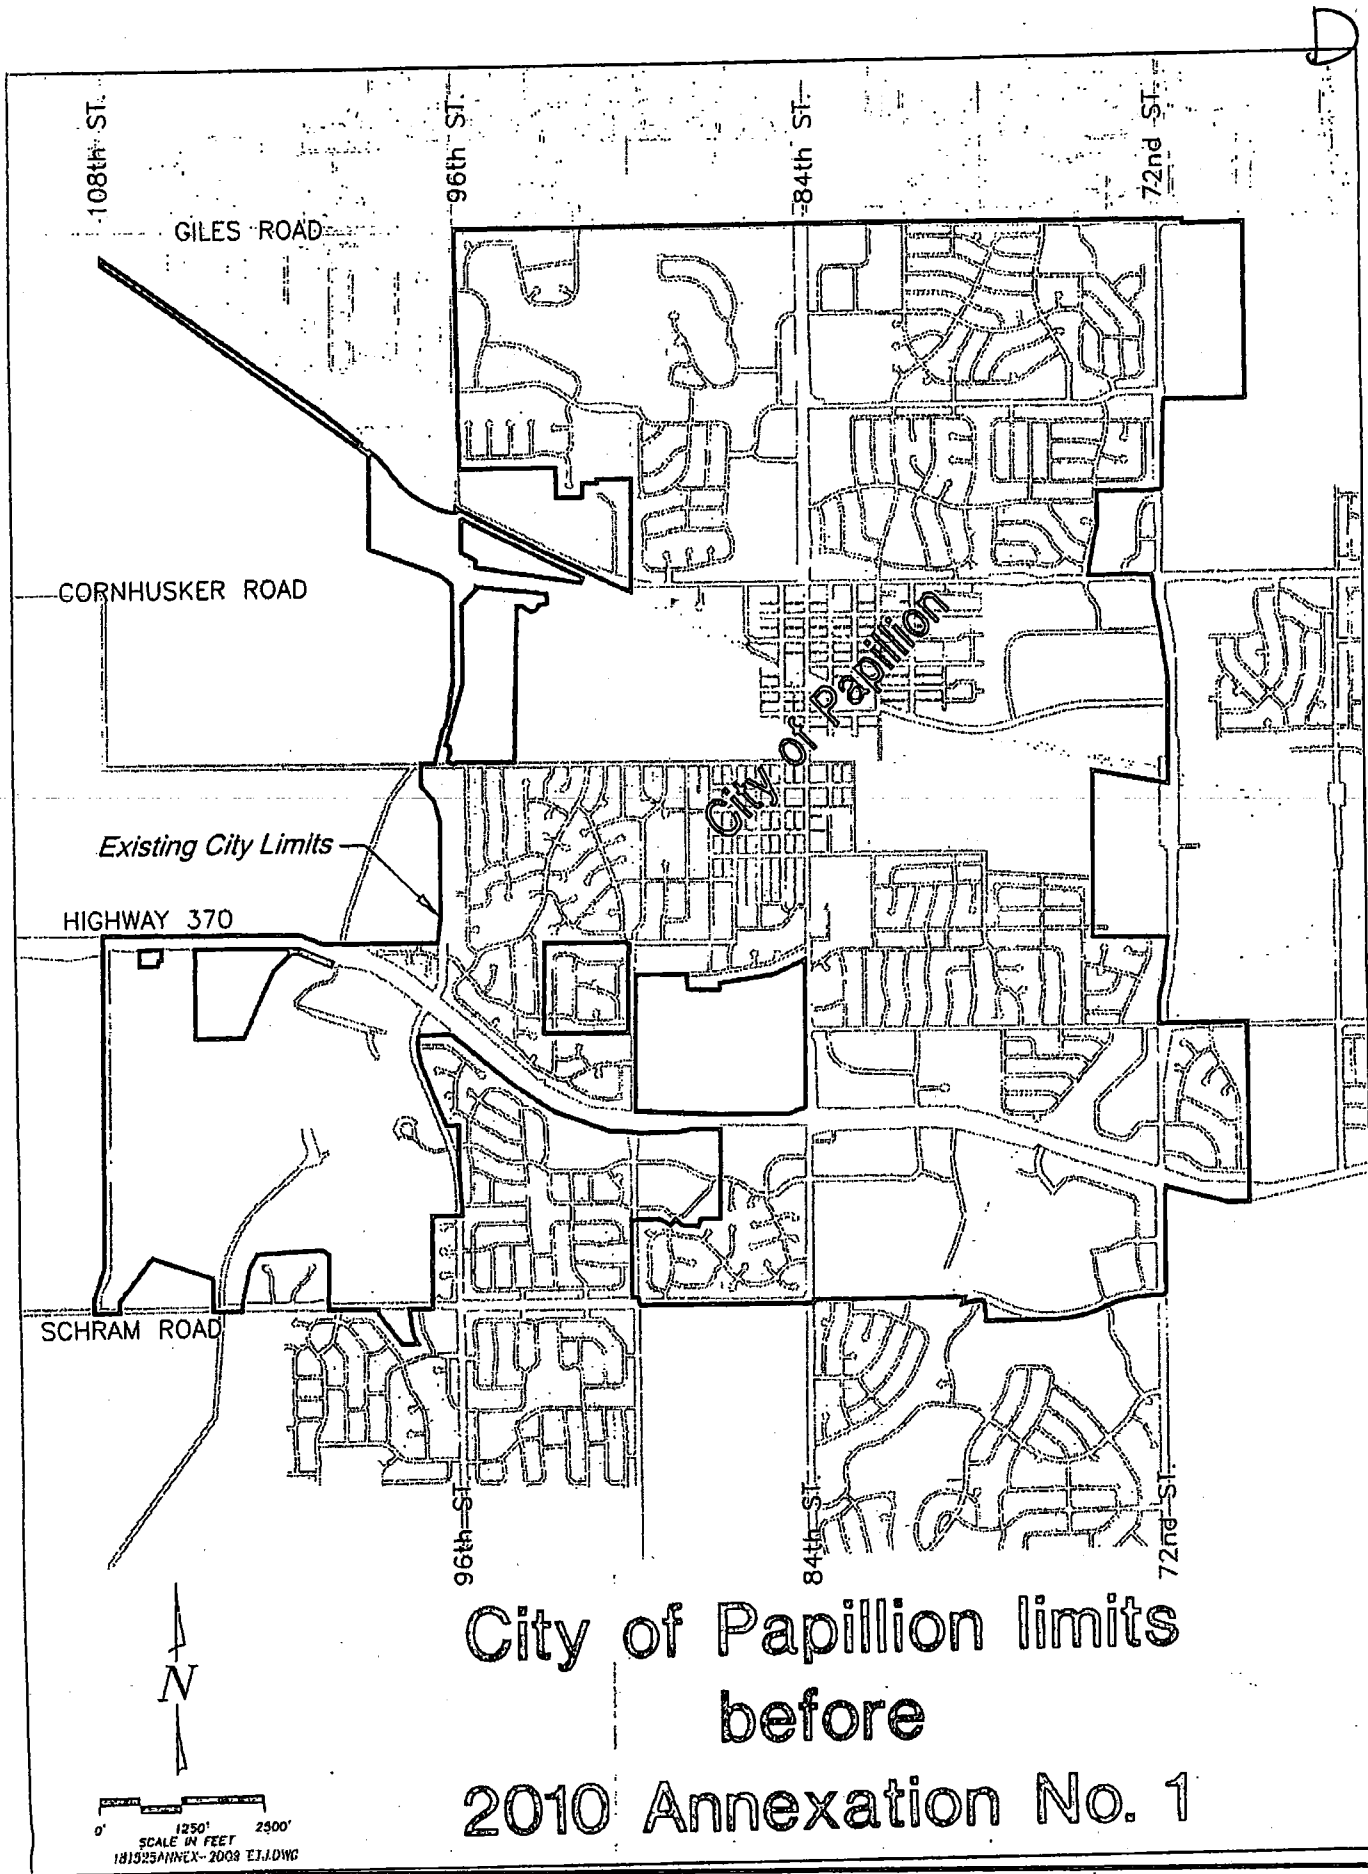 D
108th ST.
96th ST.
84th ST.
72nd ST.
GILES ROAD
CORNHUSKER ROAD
City of Papillion
Existing City Limits
HIGHWAY 370
SCHRAM ROAD
96th ST.
84th ST.
72nd ST.
City of Papillion limits
before
2010 Annexation No. 1
N
0' 1250' 2500'
SCALE IN FEET